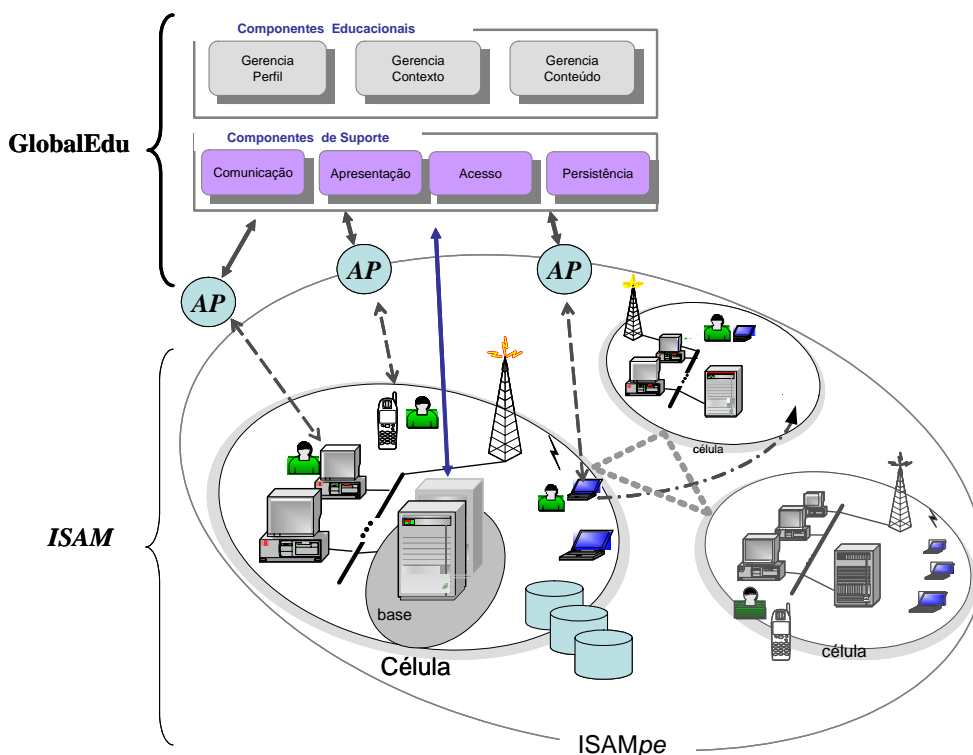 Componentes Educacionais
Gerencia
Perfil
Gerencia
Contexto
Gerencia
Conteúdo
GlobalEdu
Componentes de Suporte
Comunicação
Apresentação
Acesso
Persistência
AP
AP
AP
ISAM
célula
base
Célula
célula
ISAMpe